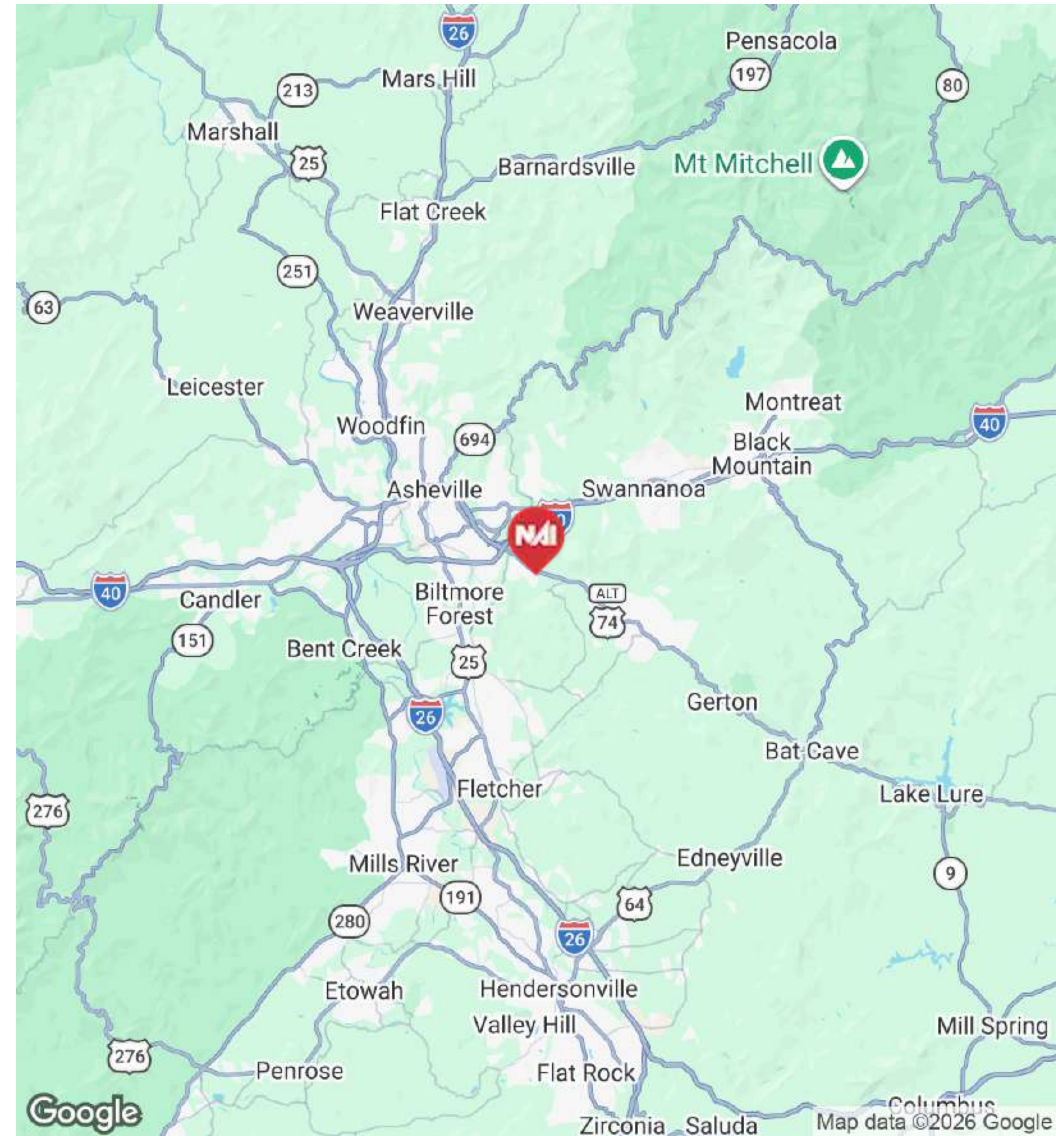 26
Pensacola
197
Mars Hill
80
213
Marshall
25
Barnardsville
Mt Mitchell
Flat Creek
251
63
Weaverville
Leicester
Montreat
40
Woodfin
694
Black
Mountain
Asheville
Swannanoa
NAI
40
Candler
Biltmore
Forest
ALT
74
151
Bent Creek
25
Gerton
26
Bat Cave
Fletcher
Lake Lure
276
Mills River
Edneyville
9
191
64
280
26
Etowah
Hendersonville
Valley Hill
Mill Spring
276
Penrose
Flat Rock
Google
Columbus
Zirconia
Saluda
Map data ©2026 Google